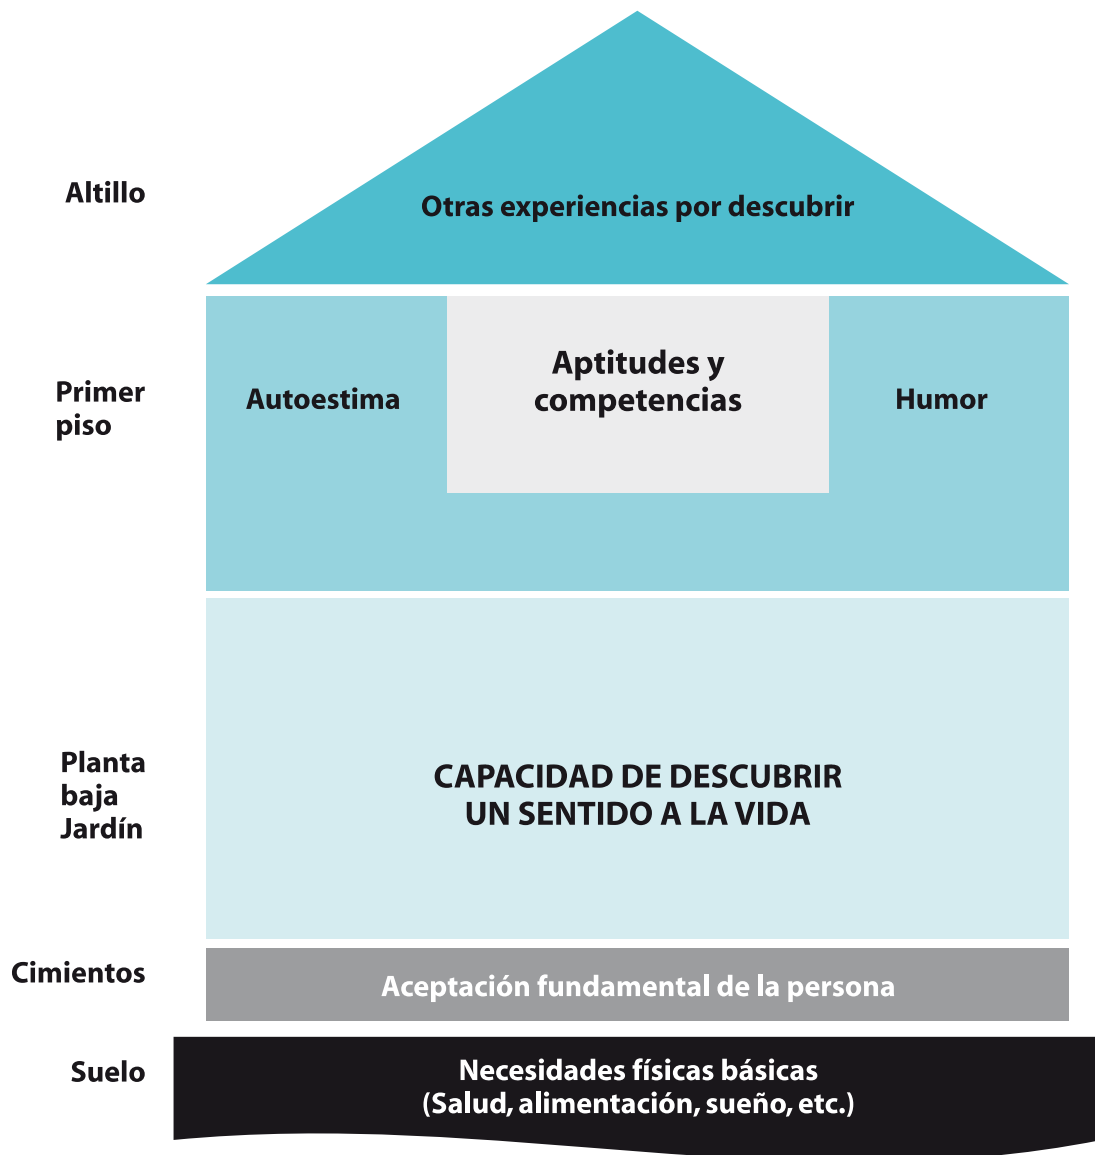 Altillo
Otras experiencias por descubrir
Primer
piso
Autoestima
Aptitudes y
competencias
Humor
Planta
baja
Jardín
CAPACIDAD DE DESCUBRIR
UN SENTIDO A LA VIDA
Cimientos
Aceptación fundamental de la persona
Suelo
Necesidades físicas básicas
(Salud, alimentación, sueño, etc.)